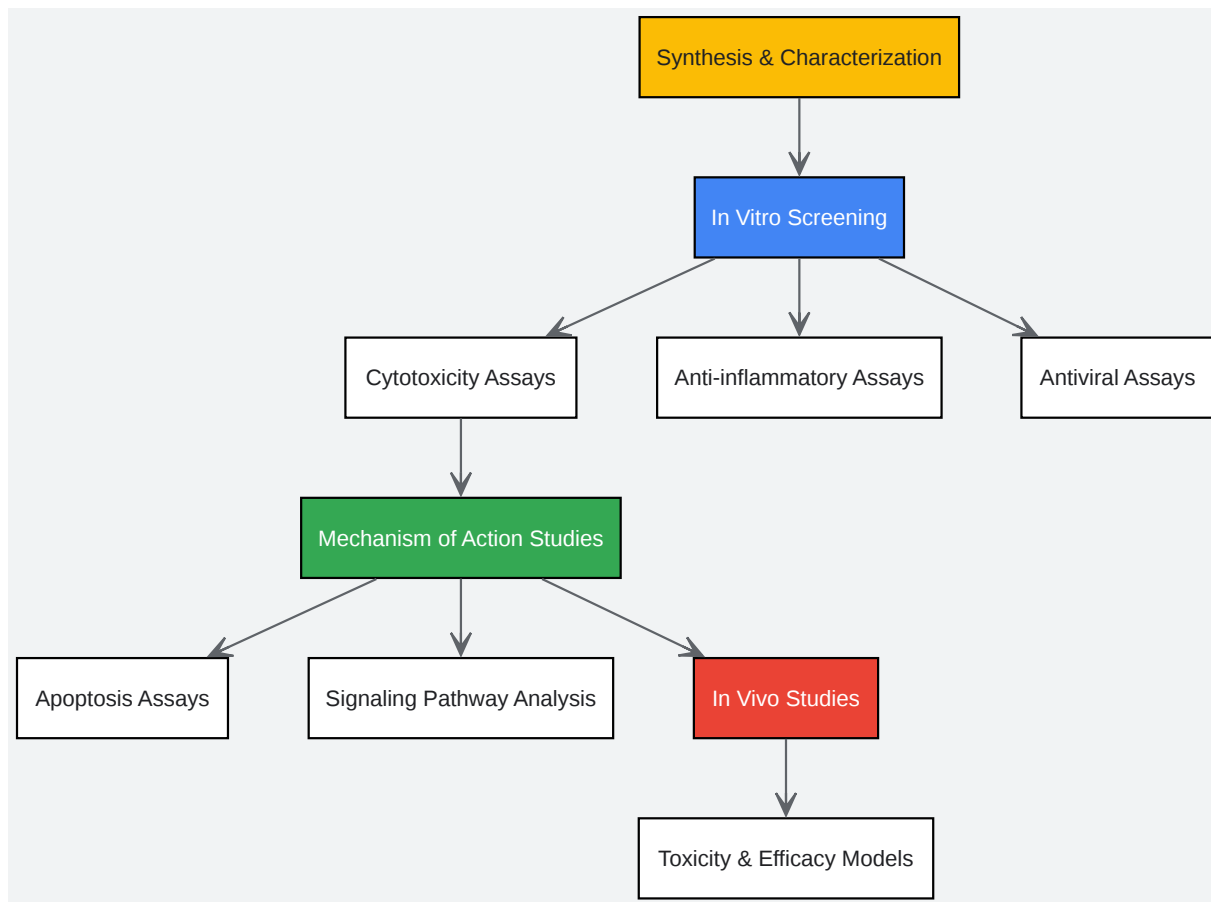 Synthesis & Characterization
In Vitro Screening
Cytotoxicity Assays
Anti-inflammatory Assays
Antiviral Assays
Mechanism of Action Studies
Apoptosis Assays
Signaling Pathway Analysis
In Vivo Studies
Toxicity & Efficacy Models